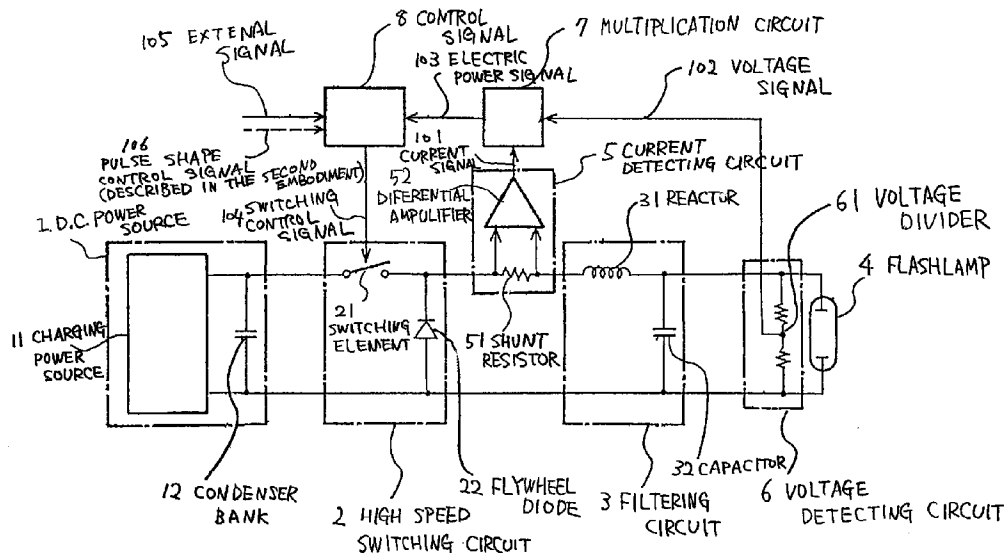 105 EXTENAL
SIGNAL
8 CONTROL
SIGNAL
7 MULTIPLICATION CIRCUIT
103 ELECTRIC
POWER SIGNAL
102 VOLTAGE
SIGNAL
106
PULSE SHAPE
CONTROL SIGNAL
(DESCRIBED IN THE SECOND
EMBODIMENT)
101
CURRENT
SIGNAL
5 CURRENT
DETECTING CIRCUIT
52
DIFERENTIAL
AMPULIFIER
1. D.C. POWER
SOURCE
104 SWITCHING
CONTROL
SIGNAL
31 REACTOR
61 VOLTAGE
DIVIDER
4 FLASHLAMP
11 CHARGING
POWER
SOURCE
21
SWITCHING
ELEMENT
51 SHUNT
RESISTOR
12 CONDENSER
BANK
2 HIGH SPEED
SWITCHING CIRCUIT
22 FLYWHEEL
DIODE
3 FILTERING
CIRCUIT
32 CAPACITOR
6 VOLTAGE
DETECTING CIRCUIT